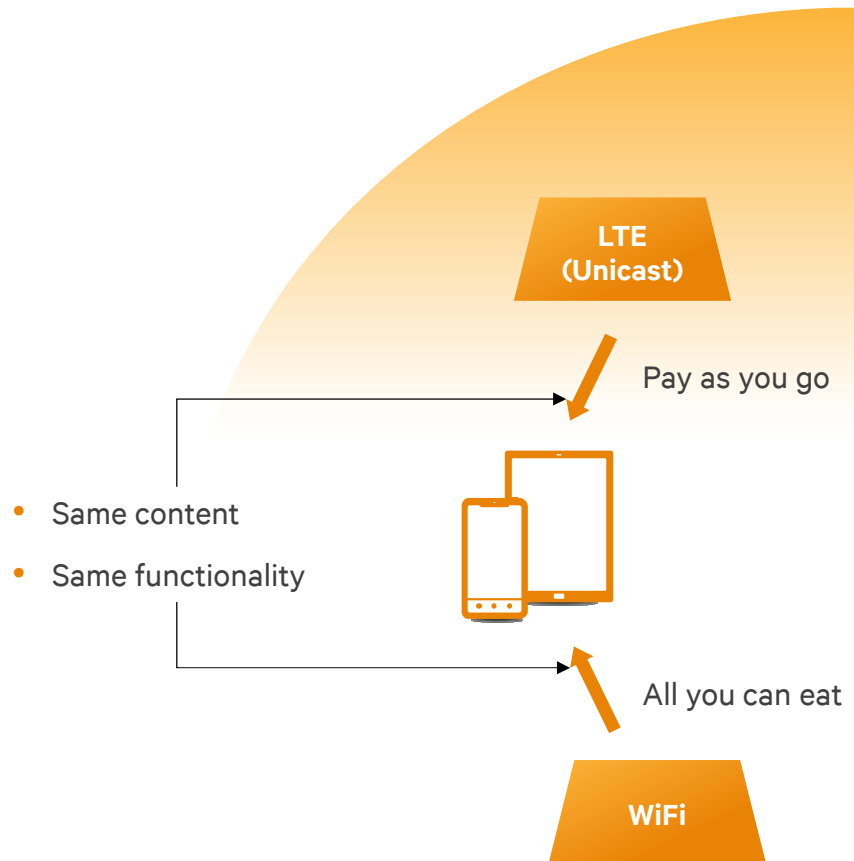 LTE
(Unicast)
Pay as you go
• Same content
• Same functionality
All you can eat
WiFi